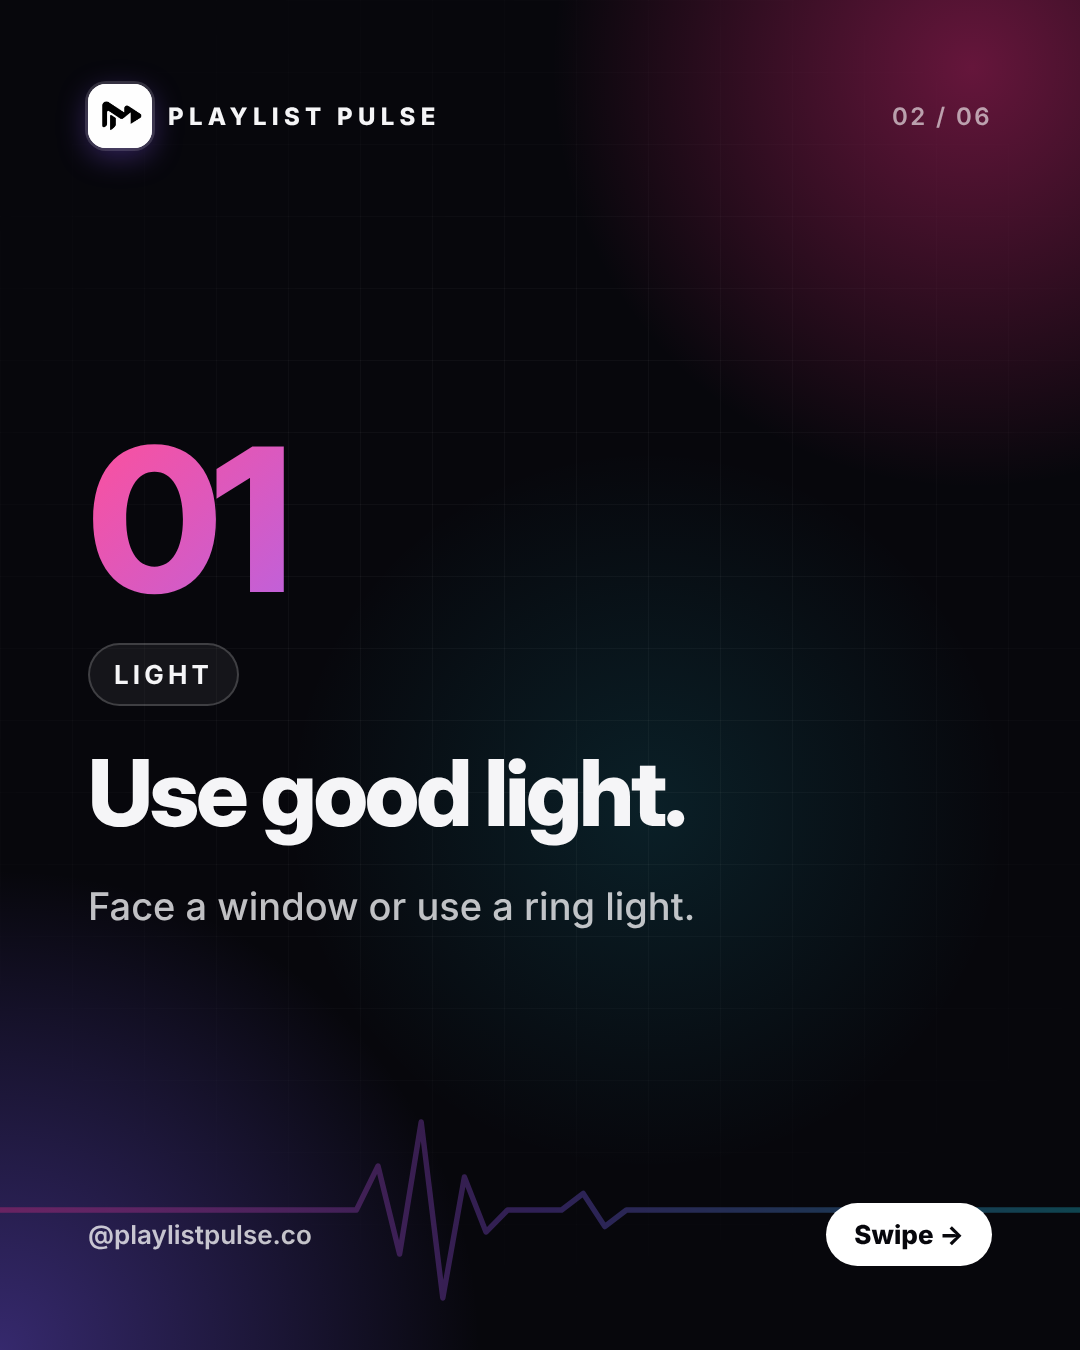 PLAYLIST PULSE
02 / 06
01
LIGHT
Use good light.
Face a window or use a ring light.
@playlistpulse.co
Swipe →